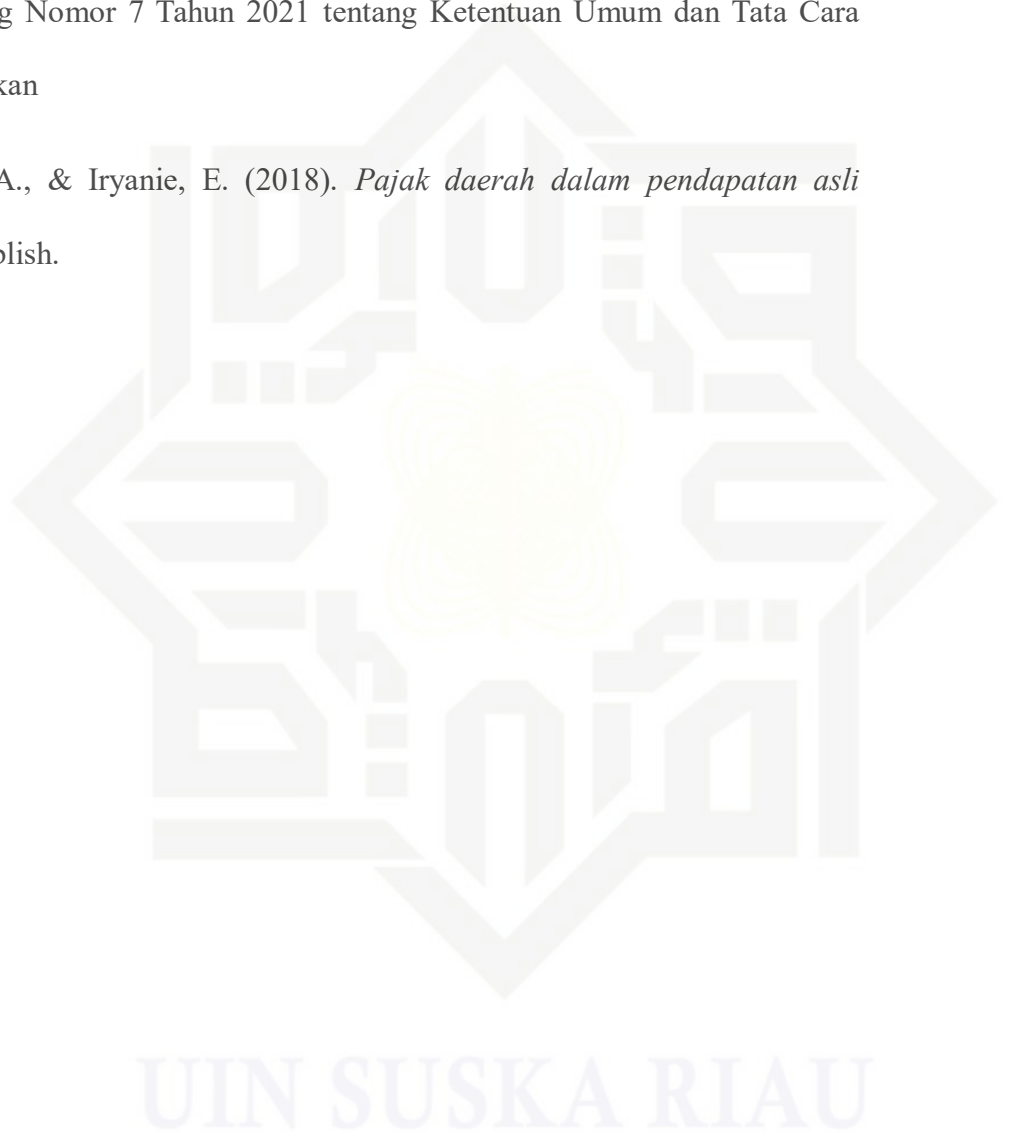 g Nomor 7 Tahun 2021 tentang Ketentuan Umum dan Tata Cara
kan
A., & Iryanie, E. (2018). Pajak daerah dalam pendapatan asli
blish.
UIN SUSKA RIAU